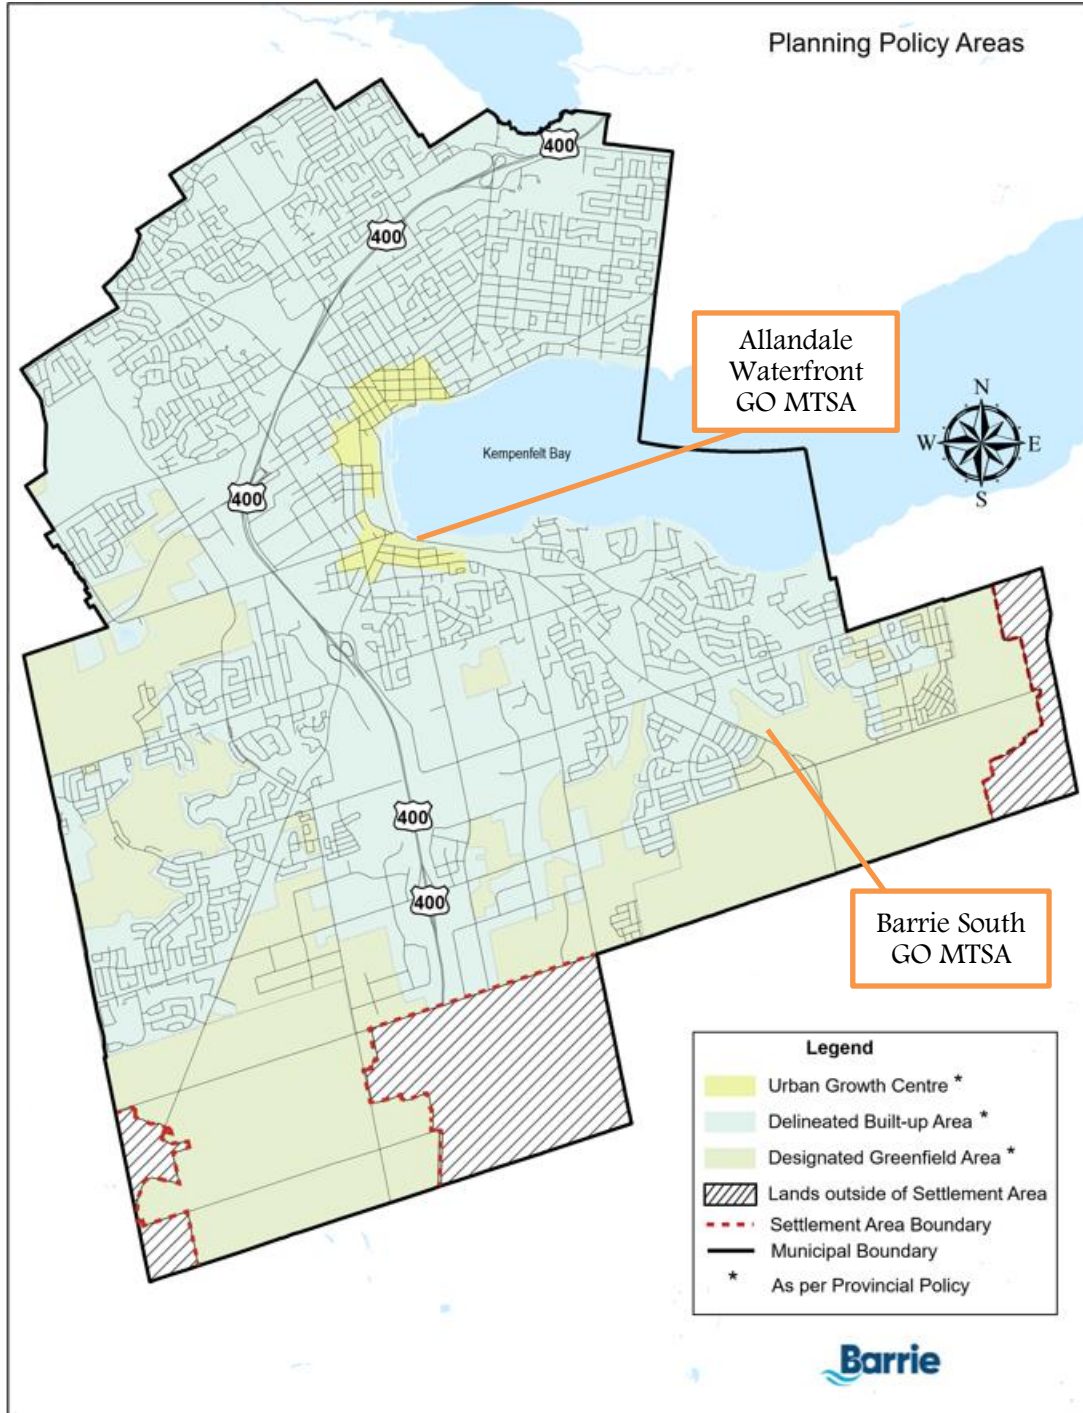 Planning Policy Areas
400
400
Allandale
Waterfront
GO MTSA
N
W
E
S
Kempenfelt Bay
400
400
400
Barrie South
GO MTSA
Legend
Urban Growth Centre *
Delineated Built-up Area *
Designated Greenfield Area *
Lands outside of Settlement Area
Settlement Area Boundary
Municipal Boundary
* As per Provincial Policy
Barrie